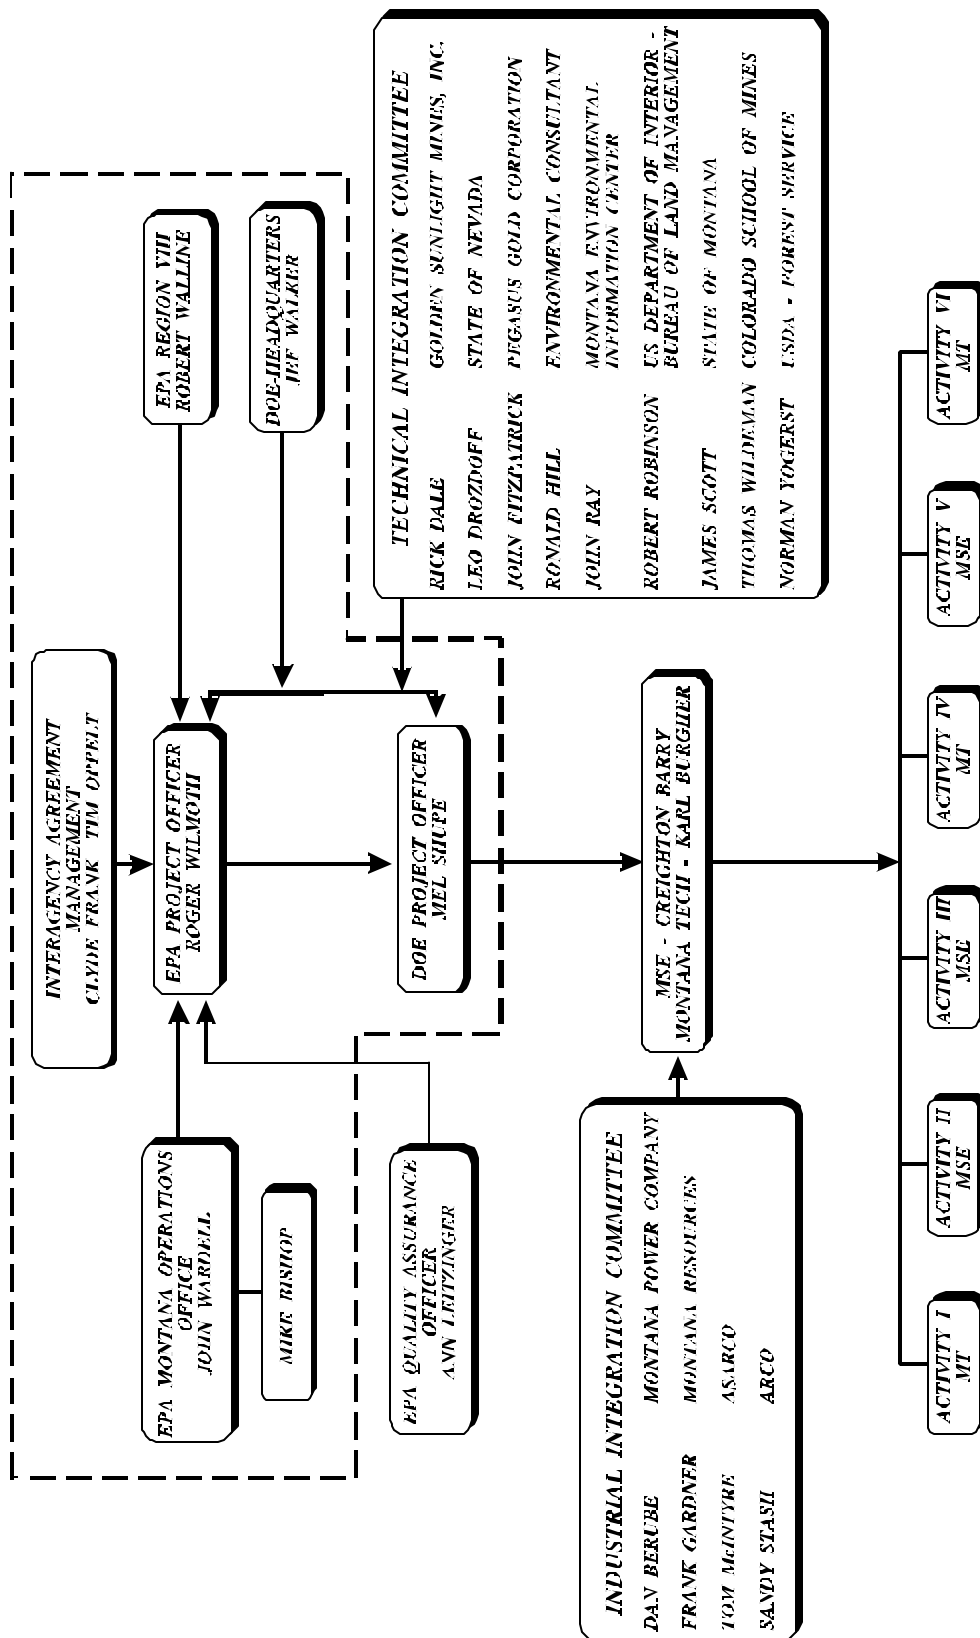 INTERAGENCY AGREEMENT
MANAGEMENT
CLYDE FRANK TIM OPPELT
EPA MONTANA OPERATIONS
OFFICE
JOHN WARDELL
MIKE BISHOP
EPA PROJECT OFFICER
ROGER WILMOTH
EPA REGION VIII
ROBERT WALLINE
DOE-HEADQUARTERS
JEF WALKER
EPA QUALITY ASSURANCE
OFFICER
ANN LEITZINGER
DOE PROJECT OFFICER
MEL SHUPE
TECHNICAL INTEGRATION COMMITTEE
RICK DALE GOLDEN SUNLIGHT MINES, INC.
LEO DROZDOFF STATE OF NEVADA
JOHN FITZPATRICK PEGASUS GOLD CORPORATION
RONALD HILL ENVIRONMENTAL CONSULTANT
JOHN RAY MONTANA ENVIRONMENTAL
INFORMATION CENTER
ROBERT ROBINSON US DEPARTMENT OF INTERIOR -
BUREAU OF LAND MANAGEMENT
JAMES SCOTT STATE OF MONTANA
THOMAS WILDEMAN COLORADO SCHOOL OF MINES
NORMAN YOGERST USDA - FOREST SERVICE
INDUSTRIAL INTEGRATION COMMITTEE
DAN BERUBE MONTANA POWER COMPANY
FRANK GARDNER MONTANA RESOURCES
TOM McINTYRE ASARCO
SANDY STASH ARCO
MSE - CREIGHTON BARRY
MONTANA TECH - KARL BURGHER
ACTIVITY I
MT
ACTIVITY II
MSE
ACTIVITY III
MSE
ACTIVITY IV
MT
ACTIVITY V
MSE
ACTIVITY VI
MT